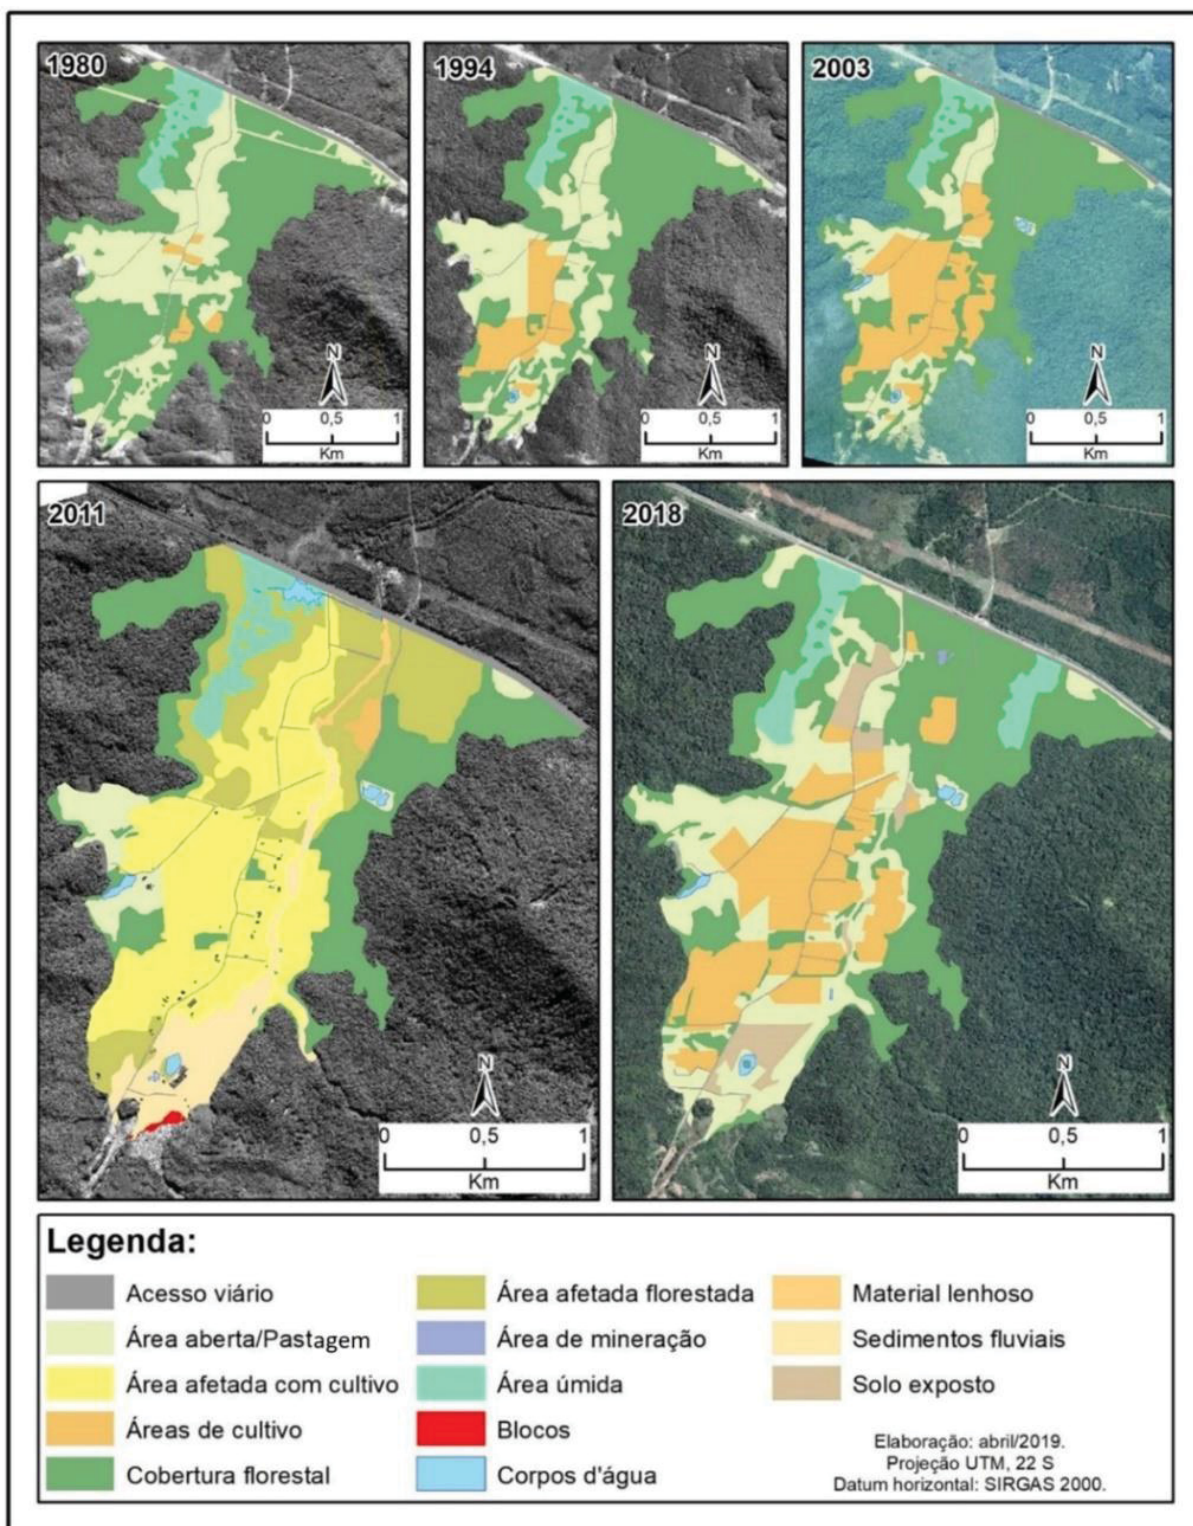 1980
1994
2003
N
0 0,5 1
Km
N
0 0,5 1
Km
N
0 0,5 1
Km
2011
2018
N
0 0,5 1
Km
N
0 0,5 1
Km
Legenda:
Acesso viário
Área aberta/Pastagem
Área afetada com cultivo
Áreas de cultivo
Cobertura florestal
Área afetada florestada
Área de mineração
Área úmida
Blocos
Corpos d'água
Material lenhoso
Sedimentos fluviais
Solo exposto
Elaboração: abril/2019.
Projeção UTM, 22 S
Datum horizontal: SIRGAS 2000.